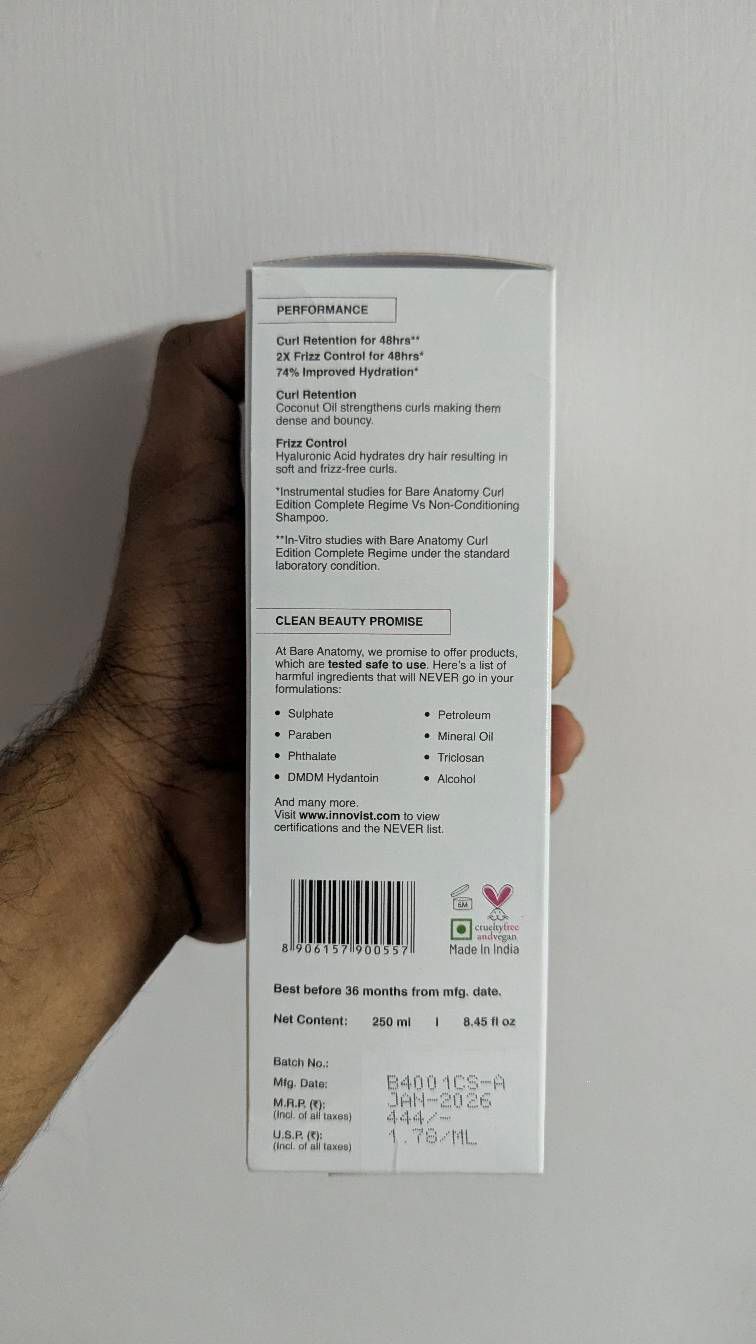 PERFORMANCE
Curl Retention for 48hrs**
2X Frizz Control for 48hrs*
74% Improved Hydration*
Curl Retention
Coconut Oil strengthens curls making them
dense and bouncy.
Frizz Control
Hyaluronic Acid hydrates dry hair resulting in
soft and frizz-free curls.
*Instrumental studies for Bare Anatomy Curl
Edition Complete Regime Vs Non-Conditioning
Shampoo.
**In-Vitro studies with Bare Anatomy Curl
Edition Complete Regime under the standard
laboratory condition.
CLEAN BEAUTY PROMISE
At Bare Anatomy, we promise to offer products,
which are tested safe to use. Here's a list of
harmful ingredients that will NEVER go in your
formulations:
• Sulphate
• Paraben
• Phthalate
• DMDM Hydantoin
• Petroleum
• Mineral Oil
• Triclosan
• Alcohol
And many more.
Visit www.innovist.com to view
certifications and the NEVER list.
8 906157 900557
6M
crueltyfree
andvegan
Made In India
Best before 36 months from mfg. date.
Net Content: 250 ml | 8.45 fl oz
Batch No.: B4001CS-A
Mfg. Date: JAN-2026
M.R.P. (₹): 444/-
(Incl. of all taxes)
U.S.P. (₹): 1.78/ML
(Incl. of all taxes)